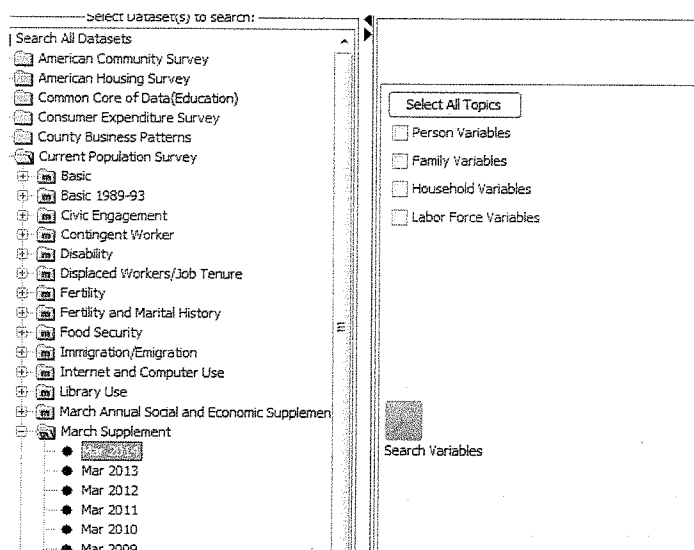 Select Dataset(s) to search:
Search All Datasets
American Community Survey
American Housing Survey
Common Core of Data(Education)
Consumer Expenditure Survey
County Business Patterns
Current Population Survey
Basic
Basic 1989-93
Civic Engagement
Contingent Worker
Disability
Displaced Workers/Job Tenure
Fertility
Fertility and Marital History
Food Security
Immigration/Emigration
Internet and Computer Use
Library Use
March Annual Social and Economic Supplemen
March Supplement
Mar 2013
Mar 2012
Mar 2011
Mar 2010
Mar 2009
Select All Topics
Person Variables
Family Variables
Household Variables
Labor Force Variables
Search Variables